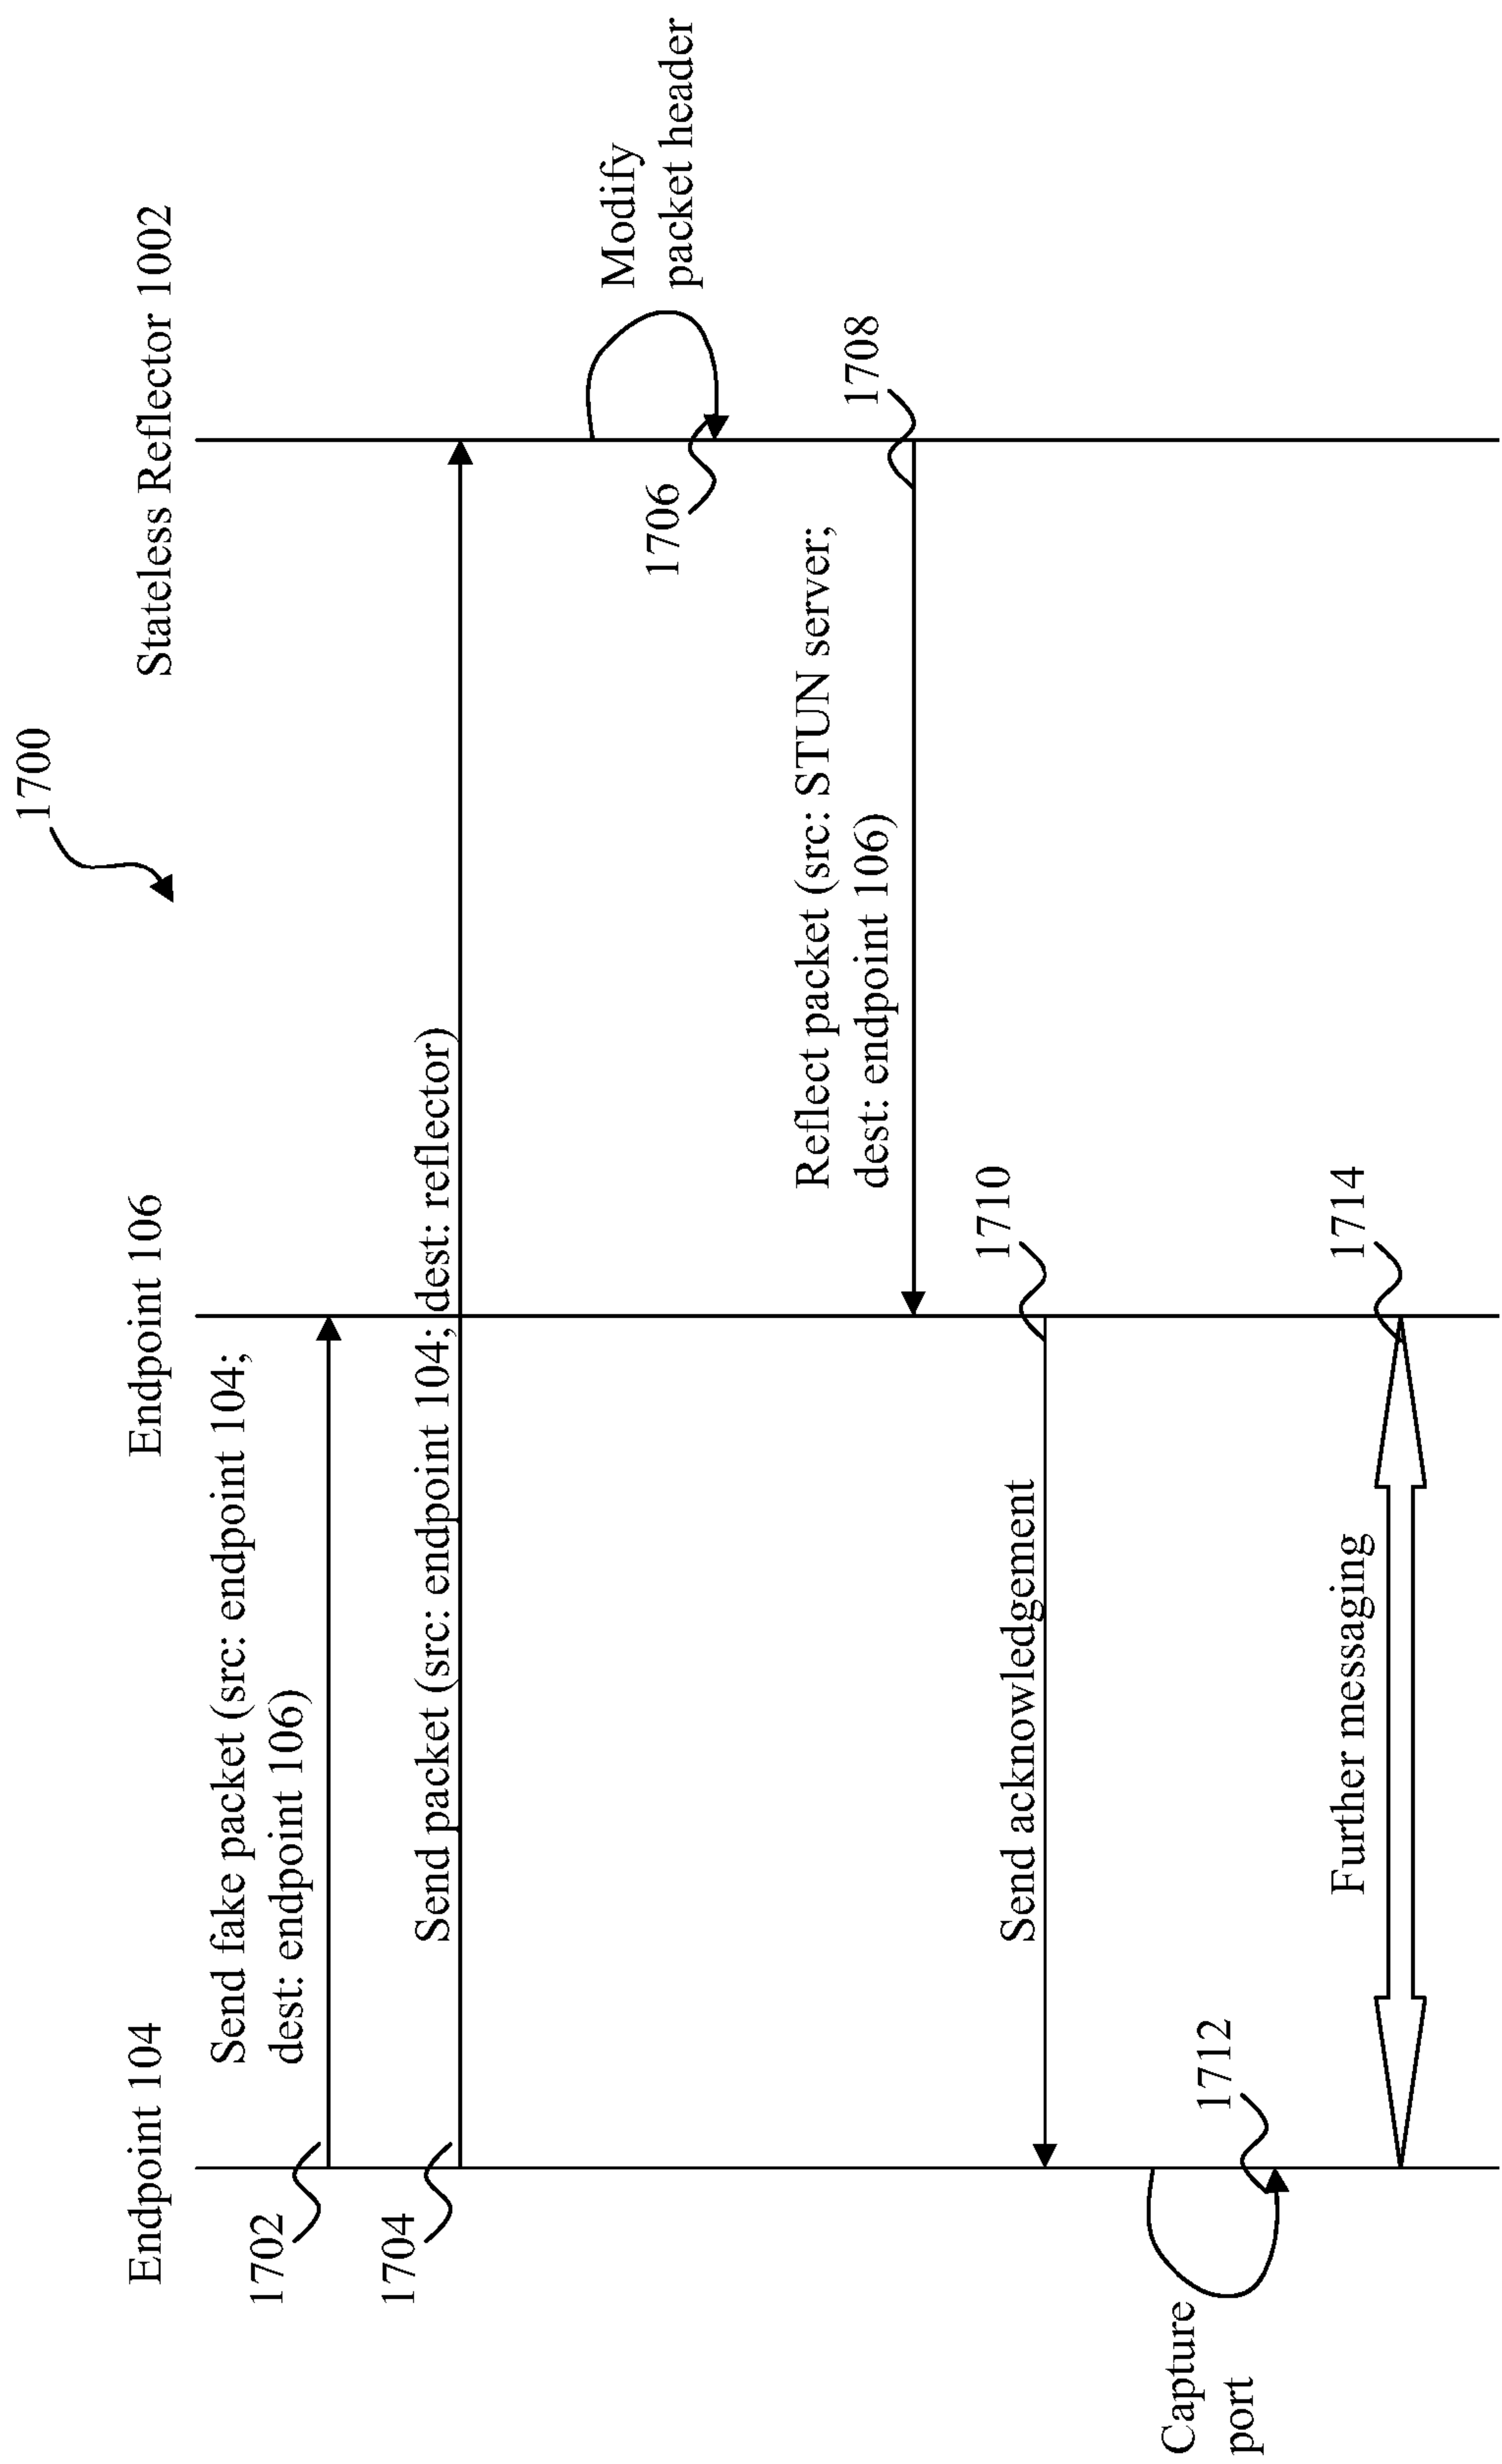 1700
Endpoint 104
Endpoint 106
Stateless Reflector 1002
Send fake packet (src: endpoint 104;
dest: endpoint 106)
1702
Send packet (src: endpoint 104; dest: reflector)
1704
Modify
packet header
1706
Reflect packet (src: STUN server;
dest: endpoint 106)
1708
1710
Send acknowledgement
Capture
port
1712
1714
Further messaging